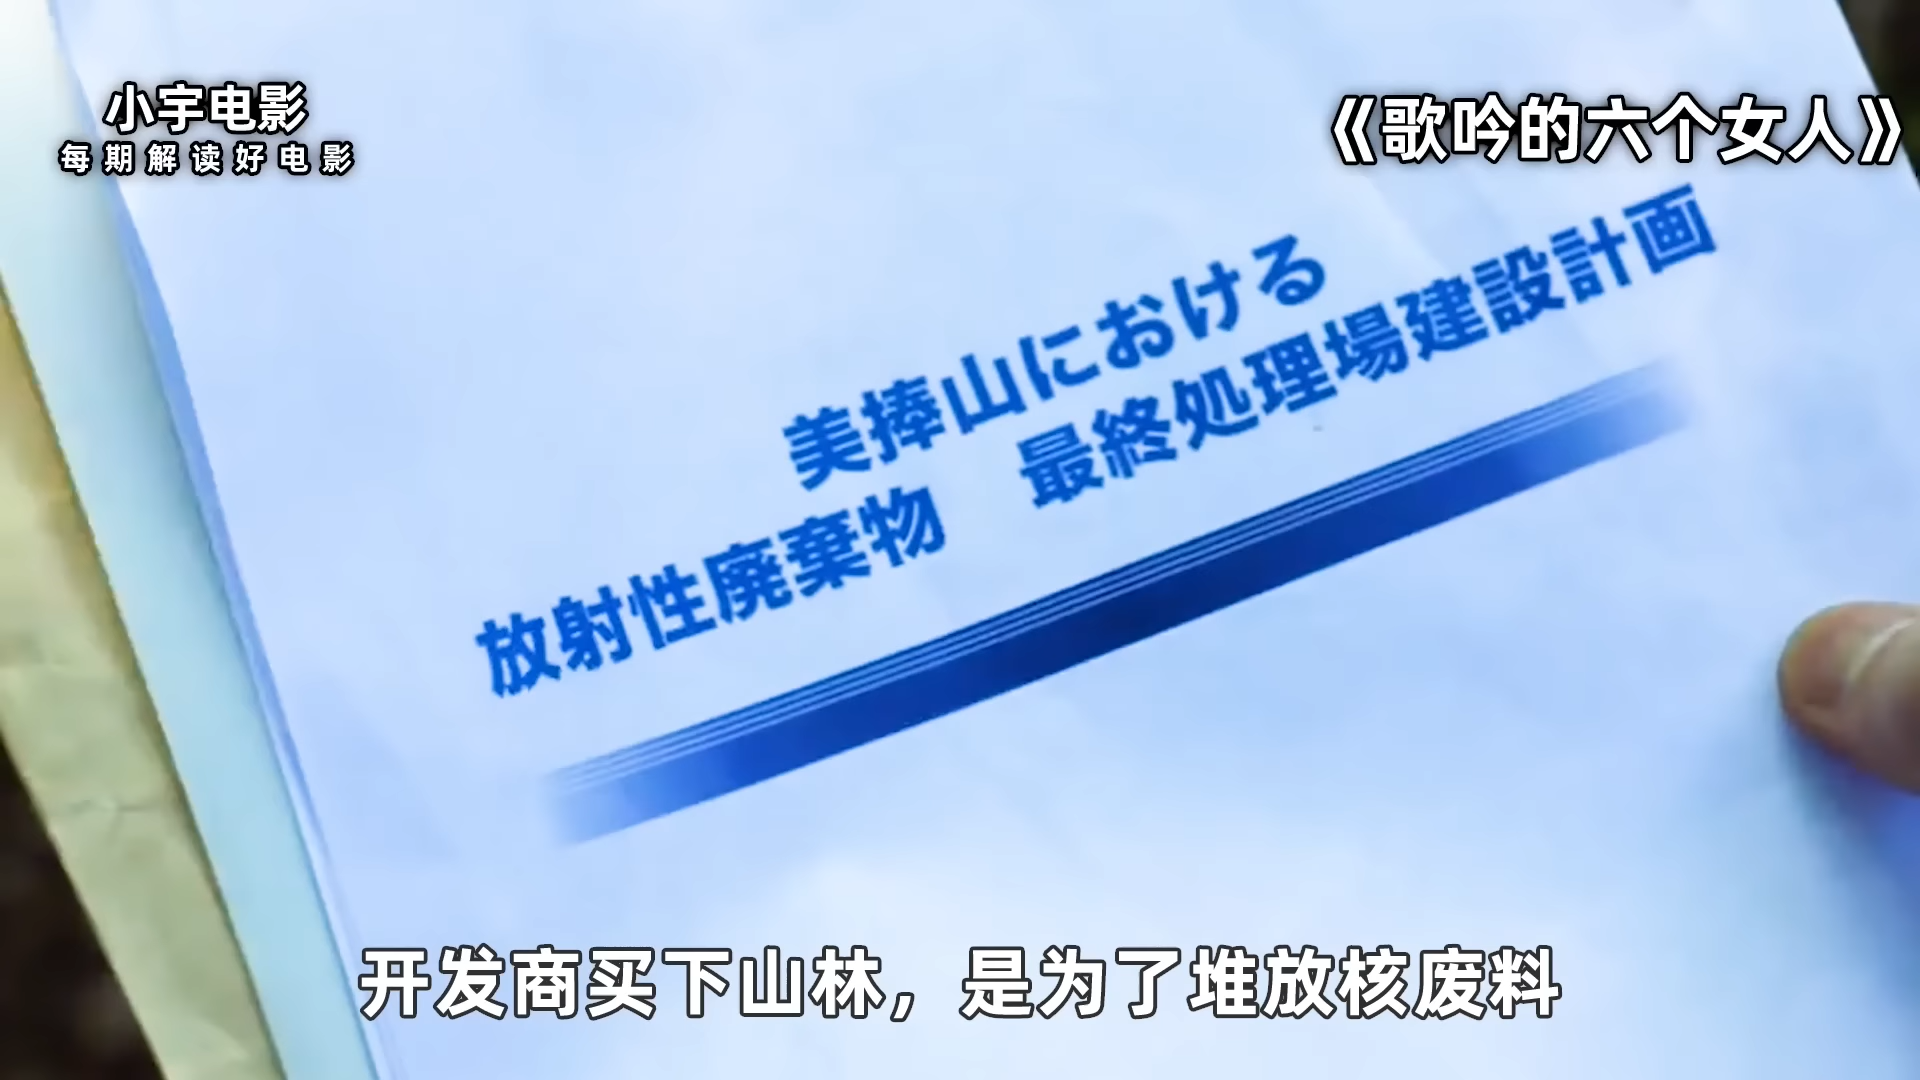 小宇电影
每期解读好电影
《歌吟的六个女人》
美捧山における
放射性廃棄物　最終処理場建設計画
开发商买下山林，是为了堆放核废料